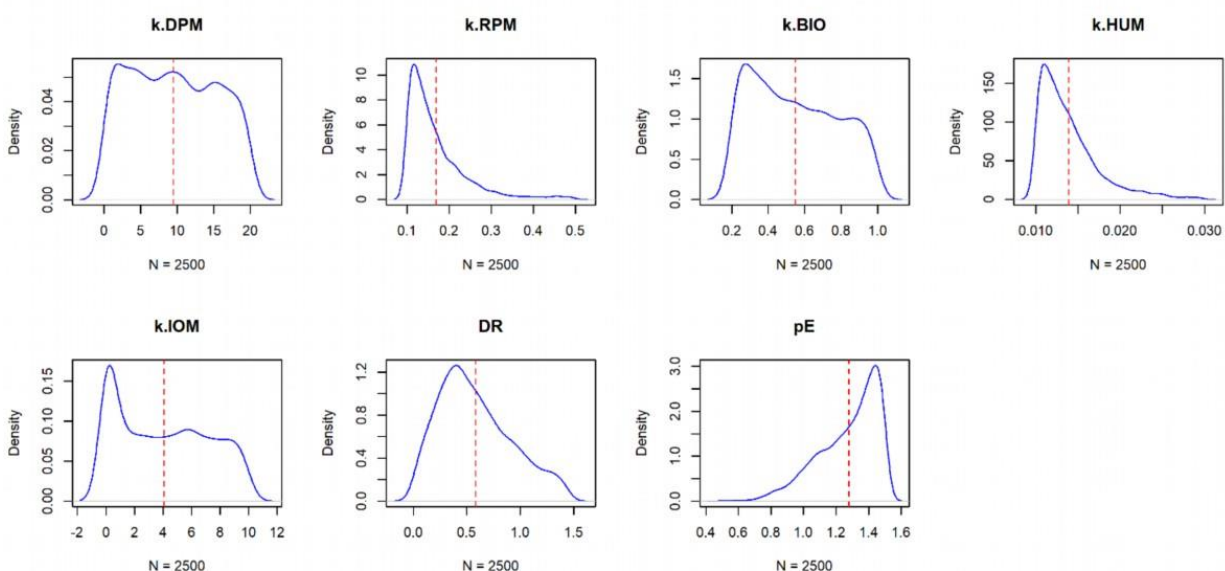 k.DPM
k.RPM
k.BIO
k.HUM
Density
0.00
0.02
0.04
0 5 10 15 20
N = 2500
Density
0 2 4 6 8 10
0.1 0.2 0.3 0.4 0.5
N = 2500
Density
0.0 0.5 1.0 1.5
0.2 0.4 0.6 0.8 1.0
N = 2500
Density
0 50 100 150
0.010 0.020 0.030
N = 2500
k.IOM
DR
pE
Density
0.00 0.05 0.10 0.15
-2 0 2 4 6 8 10 12
N = 2500
Density
0.0 0.4 0.8 1.2
0.0 0.5 1.0 1.5
N = 2500
Density
0.0 1.0 2.0 3.0
0.4 0.6 0.8 1.0 1.2 1.4 1.6
N = 2500